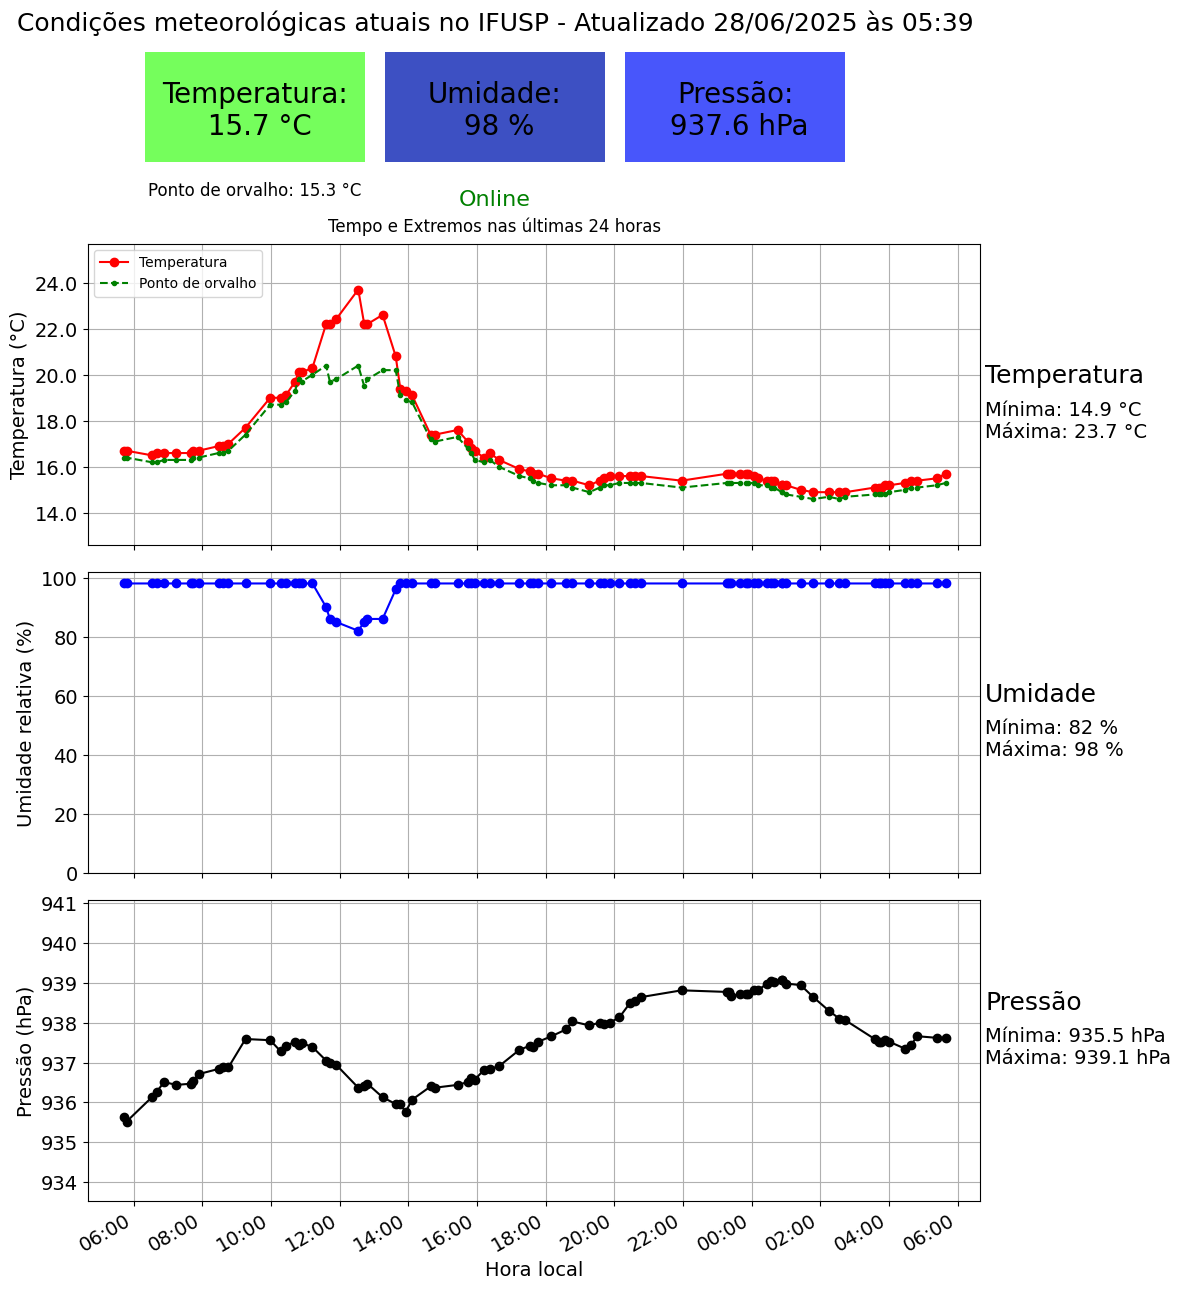 Condições meteorológicas atuais no IFUSP - Atualizado 28/06/2025 às 05:39
Temperatura:
15.7 °C
Umidade:
98 %
Pressão:
937.6 hPa
Ponto de orvalho: 15.3 °C
Online
Tempo e Extremos nas últimas 24 horas
Temperatura
Ponto de orvalho
Temperatura (°C)
24.0
22.0
20.0
18.0
16.0
14.0
Temperatura
Mínima: 14.9 °C
Máxima: 23.7 °C
Umidade relativa (%)
100
80
60
40
20
0
Umidade
Mínima: 82 %
Máxima: 98 %
Pressão (hPa)
941
940
939
938
937
936
935
934
Pressão
Mínima: 935.5 hPa
Máxima: 939.1 hPa
06:00
08:00
10:00
12:00
14:00
16:00
18:00
20:00
22:00
00:00
02:00
04:00
06:00
Hora local